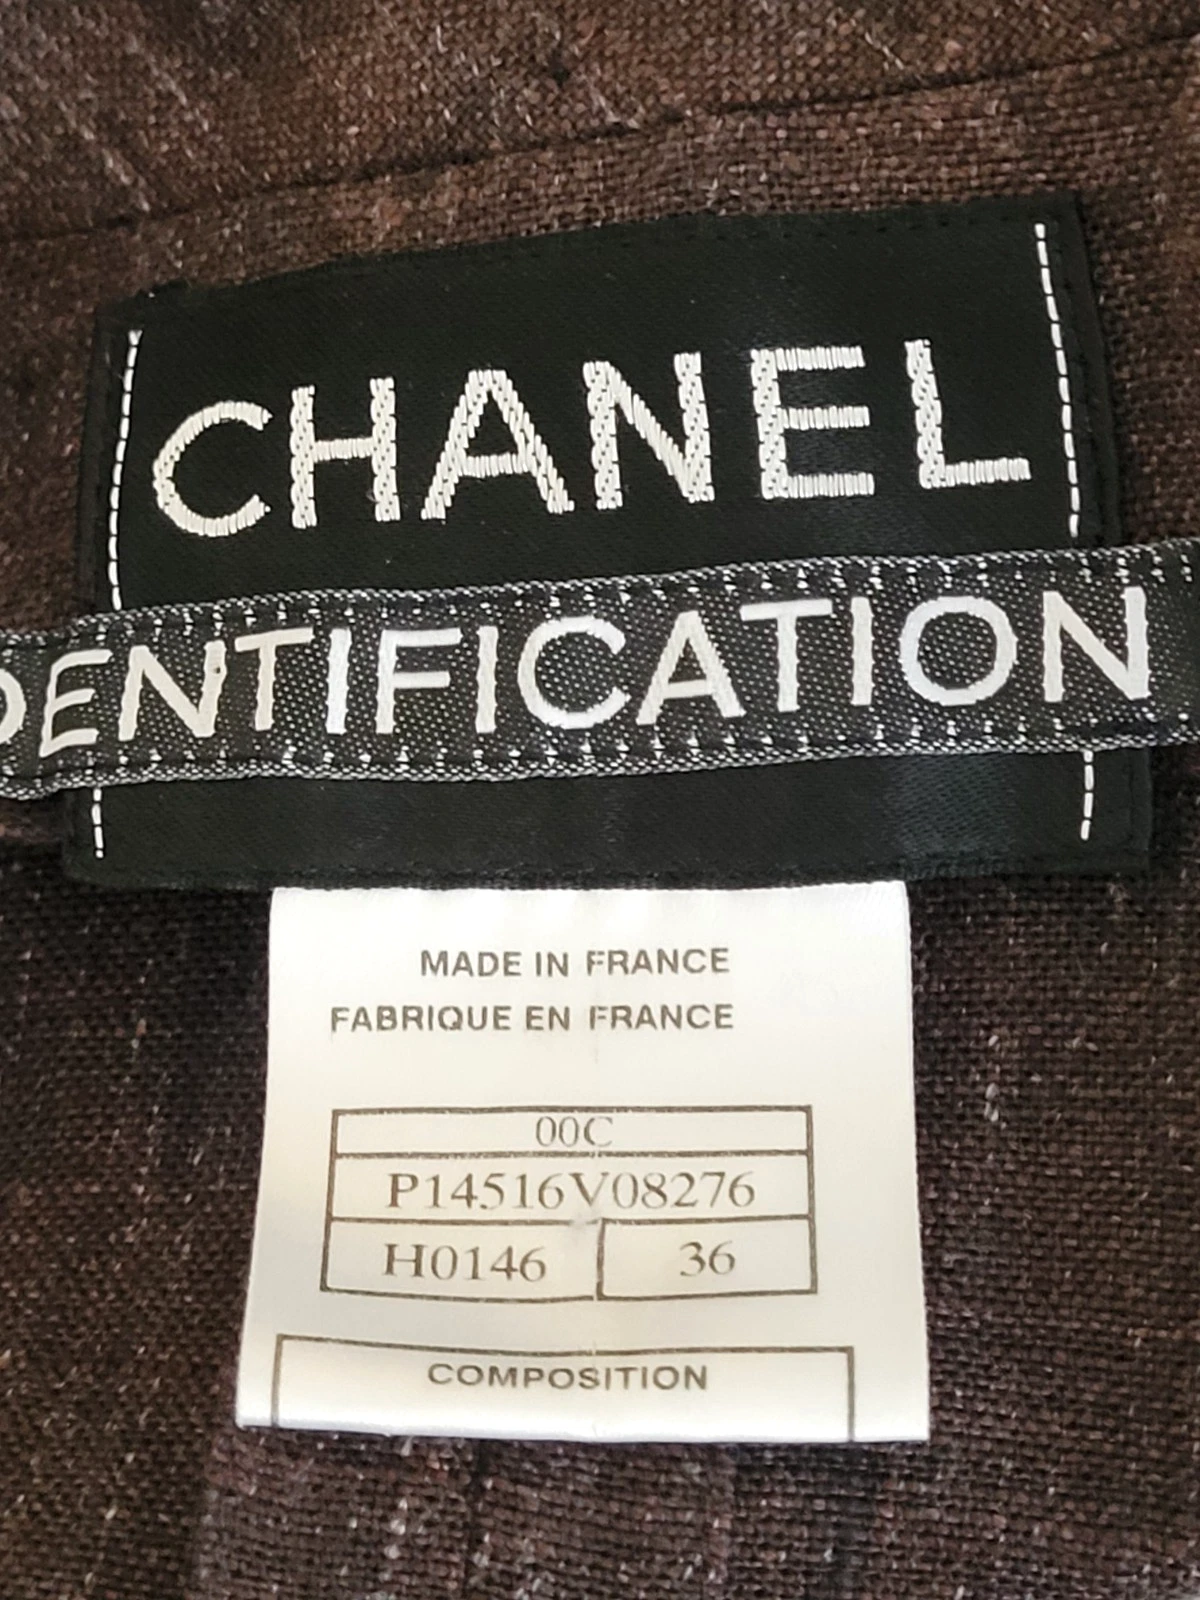 CHANEL
DENTIFICATION
MADE IN FRANCE
FABRIQUE EN FRANCE
00C
P14516V08276
H0146 36
COMPOSITION